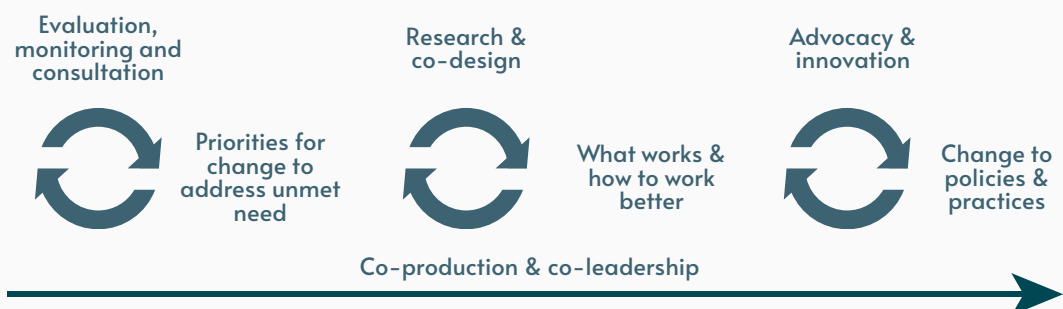 Evaluation,
monitoring and
consultation
Priorities for
change to
address unmet
need
Research &
co-design
What works &
how to work
better
Advocacy &
innovation
Change to
policies &
practices
Co-production & co-leadership